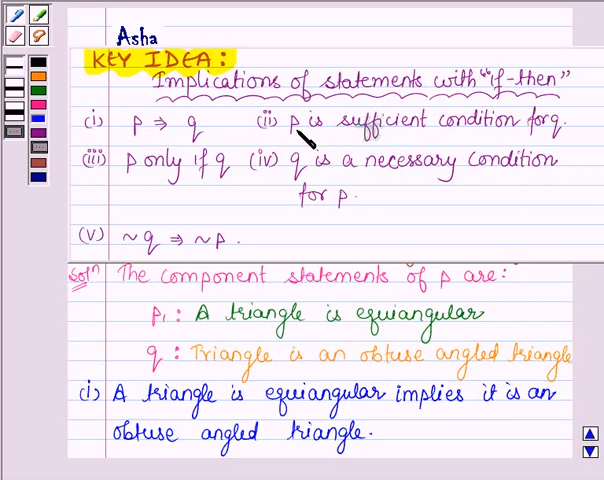 Asha
KEY IDEA:
Implications of statements with "if-then"
(i) p ⇒ q (ii) p is sufficient condition for q.
(iii) p only if q (iv) q is a necessary condition
for p.
(v) ~q ⇒ ~p.
Solⁿ The component statements of p are:
p₁ : A triangle is equiangular
q : Triangle is an obtuse angled triangle
(i) A triangle is equiangular implies it is an
obtuse angled triangle.